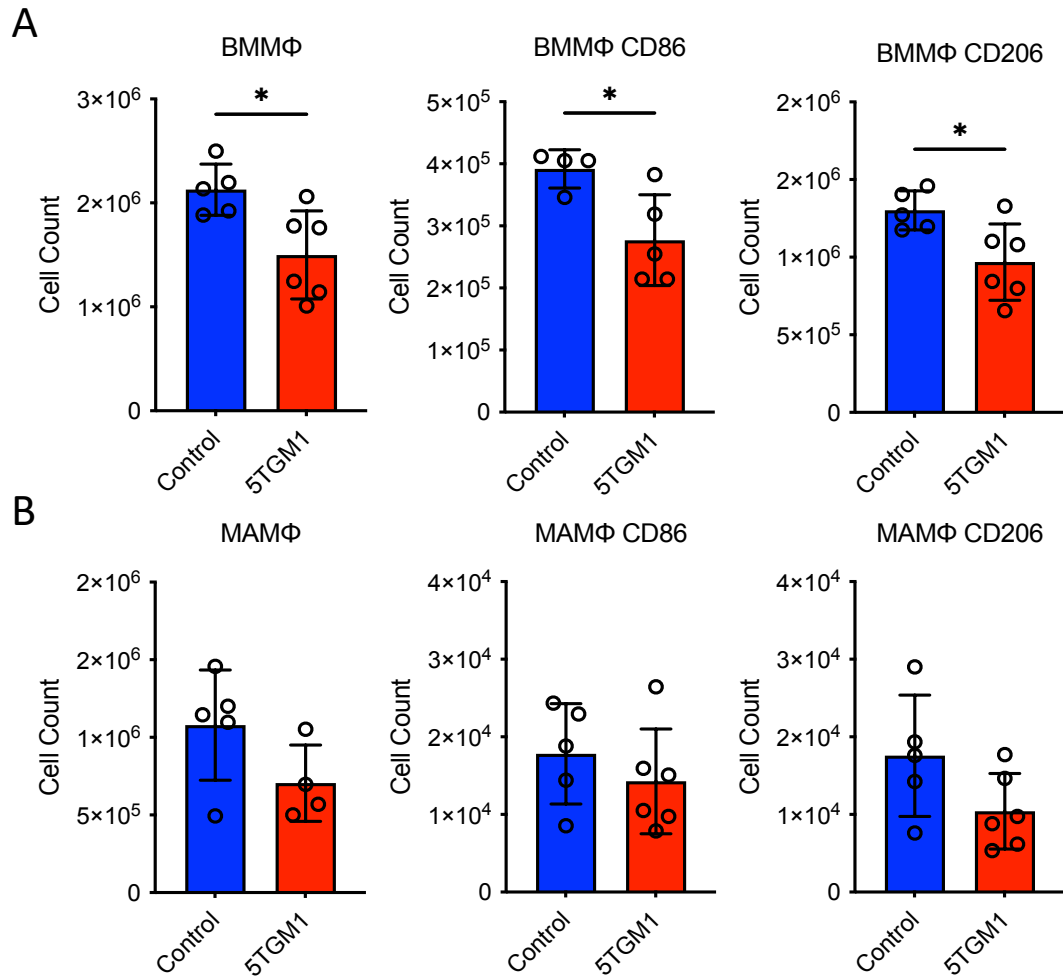 A
BMMΦ
BMMΦ CD86
BMMΦ CD206
*
*
*
Cell Count
3×10⁶
2×10⁶
1×10⁶
0
Control
5TGM1
Cell Count
5×10⁵
4×10⁵
3×10⁵
2×10⁵
1×10⁵
0
Control
5TGM1
Cell Count
2×10⁶
2×10⁶
1×10⁶
5×10⁵
0
Control
5TGM1
B
MAMΦ
MAMΦ CD86
MAMΦ CD206
Cell Count
2×10⁶
2×10⁶
1×10⁶
5×10⁵
0
Control
5TGM1
Cell Count
4×10⁴
3×10⁴
2×10⁴
1×10⁴
0
Control
5TGM1
Cell Count
4×10⁴
3×10⁴
2×10⁴
1×10⁴
0
Control
5TGM1